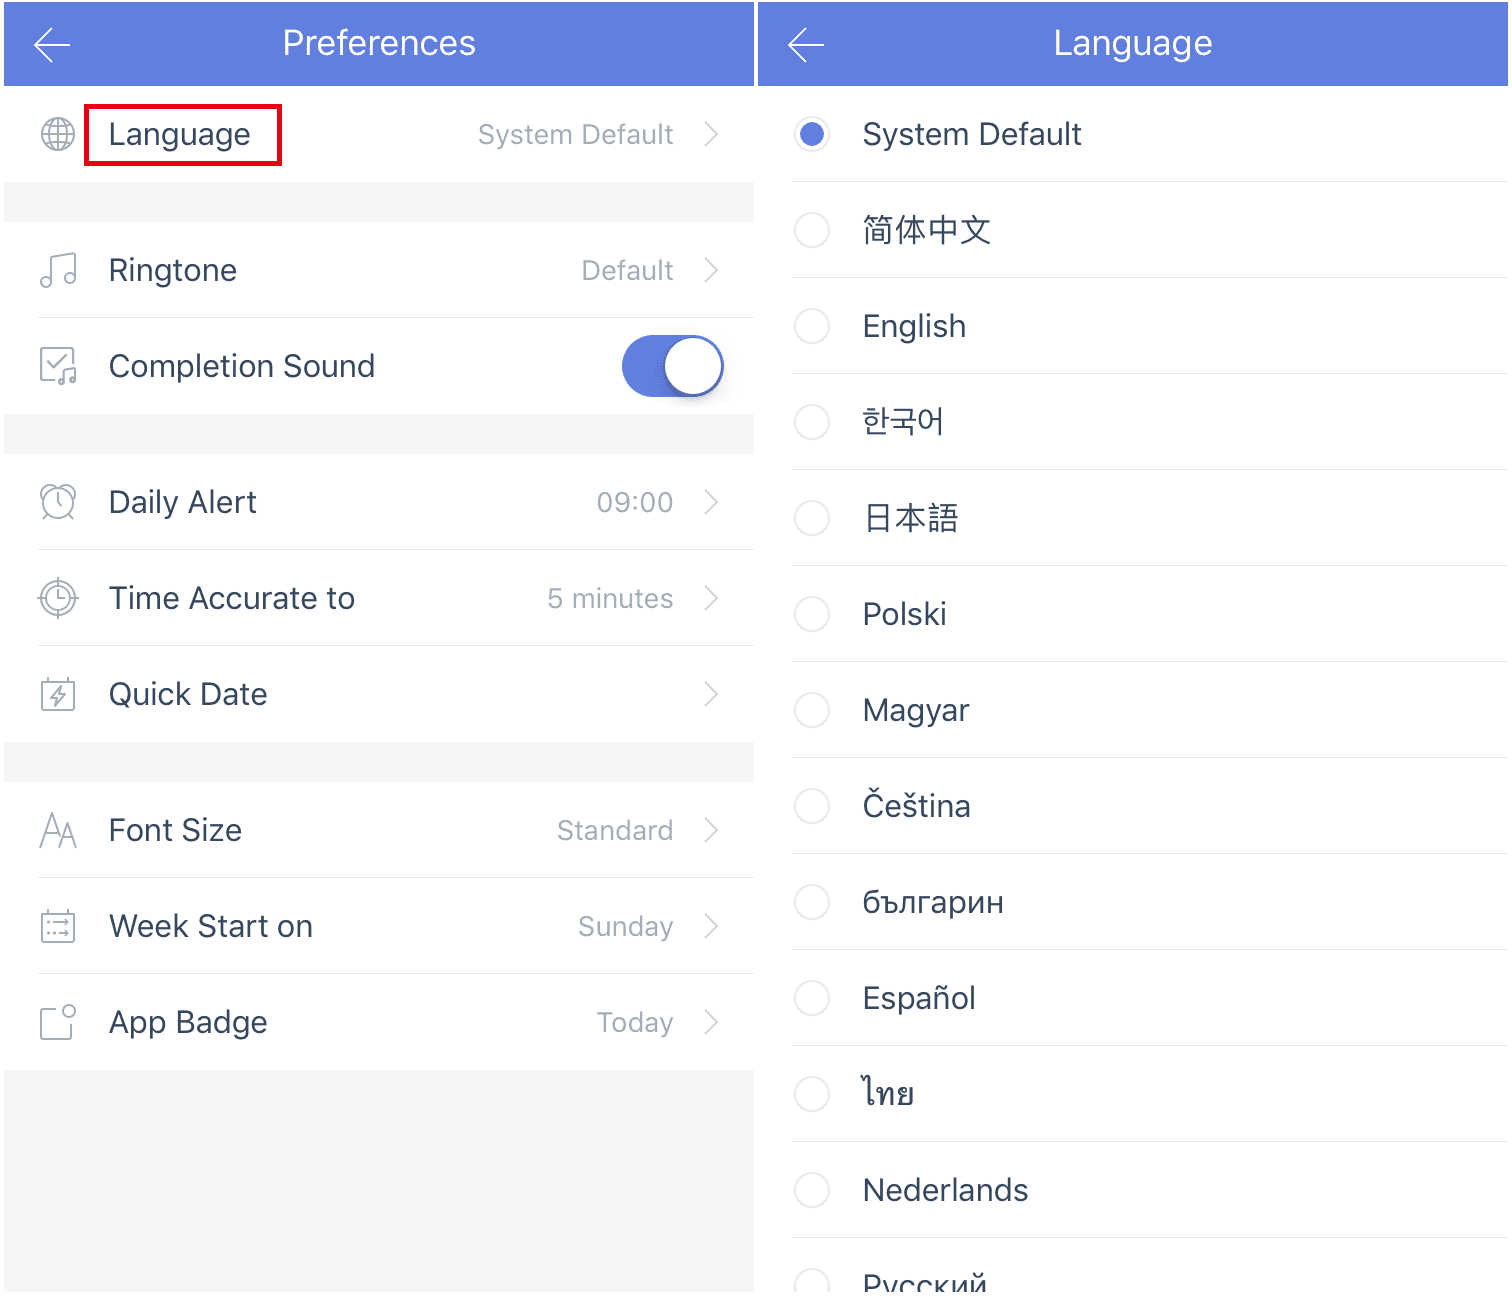 Preferences
Language
System Default
Ringtone
Default
Completion Sound
Daily Alert
09:00
Time Accurate to
5 minutes
Quick Date
Font Size
Standard
Week Start on
Sunday
App Badge
Today
Language
System Default
简体中文
English
한국어
日本語
Polski
Magyar
Čeština
българин
Español
ไทย
Nederlands
Русский